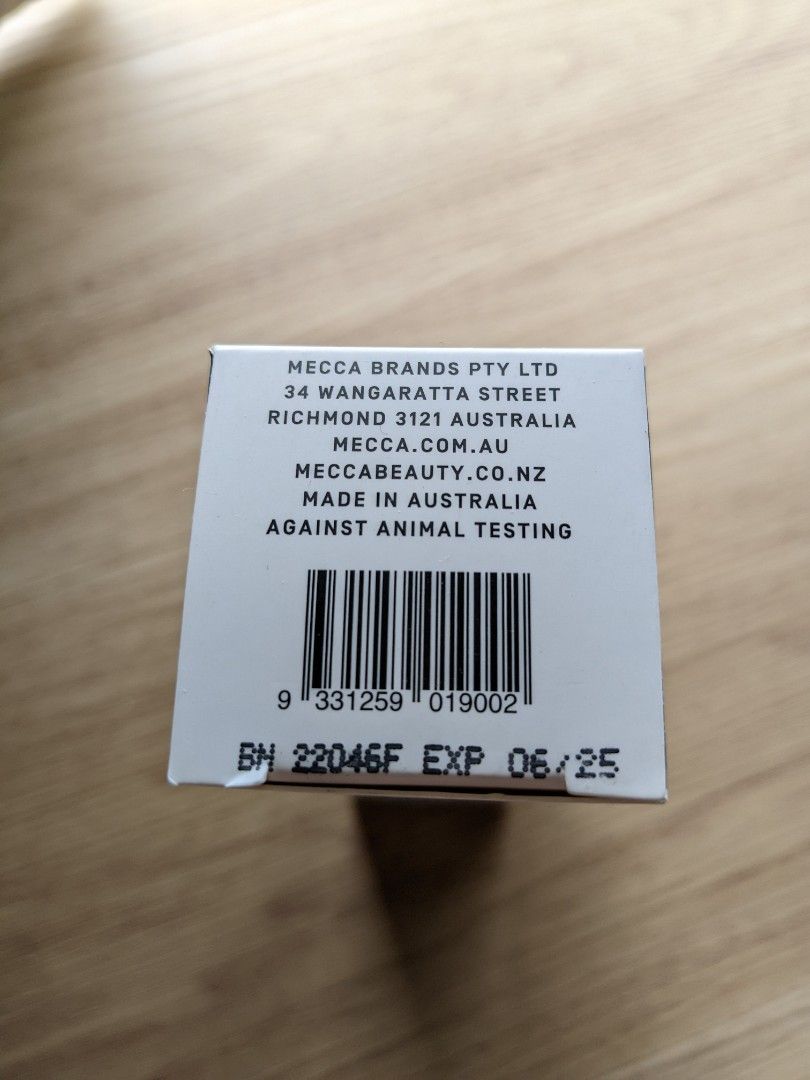 MECCA BRANDS PTY LTD
34 WANGARATTA STREET
RICHMOND 3121 AUSTRALIA
MECCA.COM.AU
MECCABEAUTY.CO.NZ
MADE IN AUSTRALIA
AGAINST ANIMAL TESTING
9 331259 019002
BN 22046F EXP 06/25